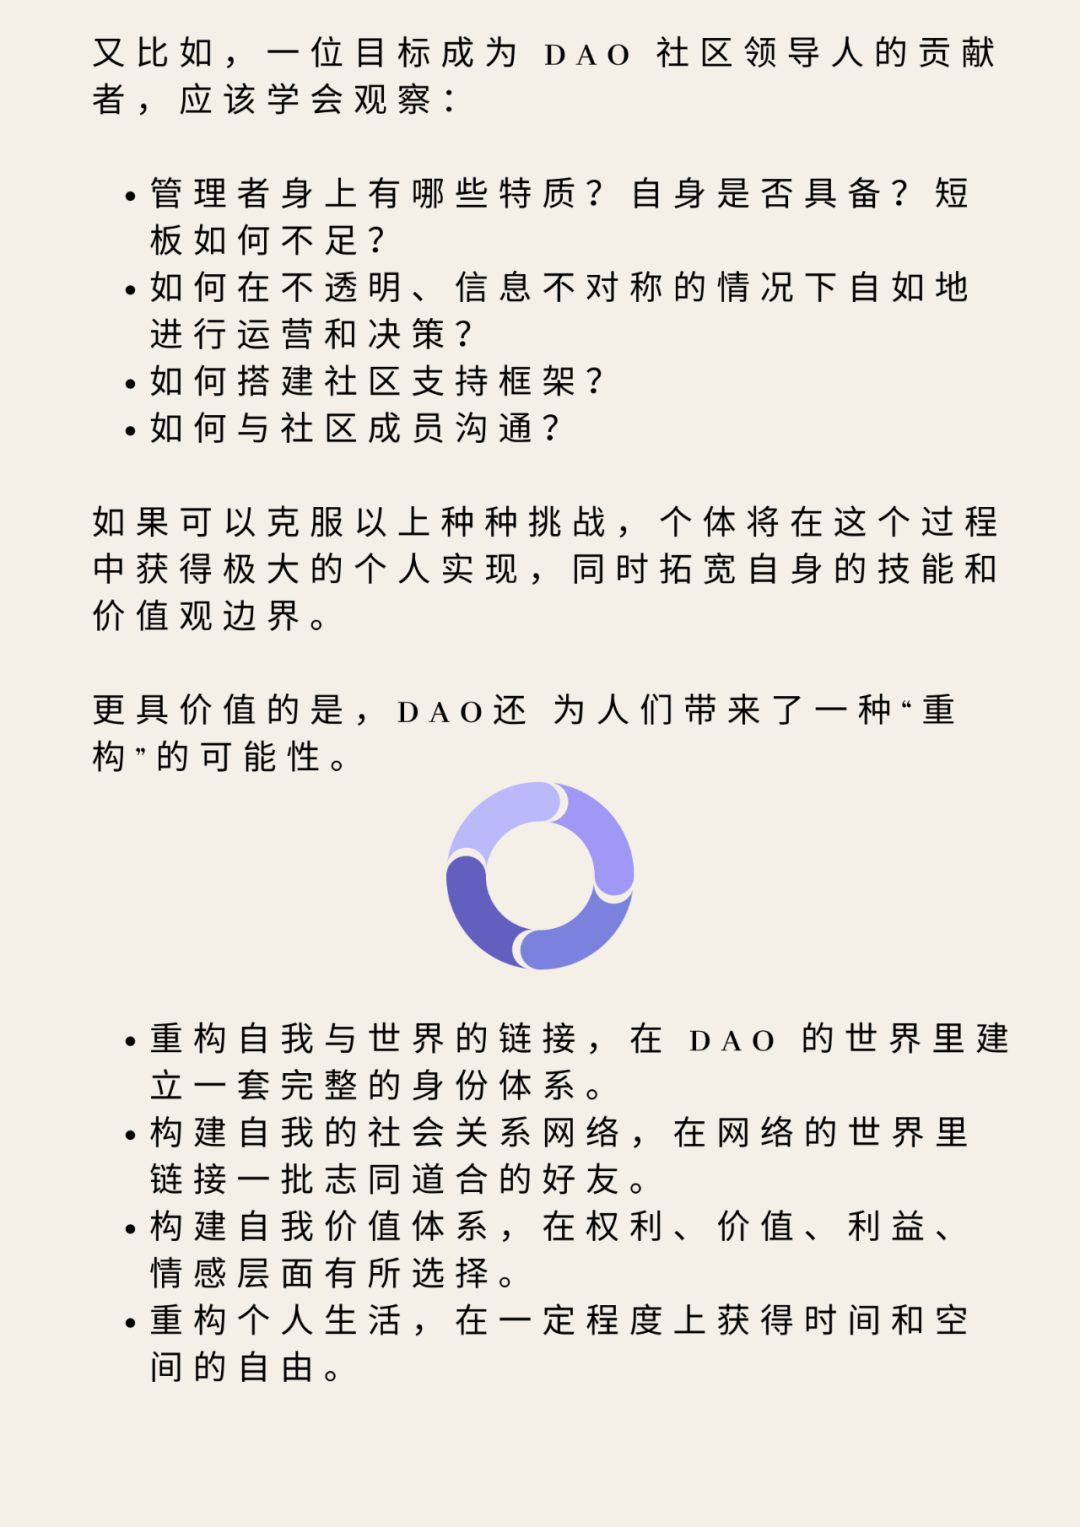 又比如，一位目标成为 DAO 社区领导人的贡献
者，应该学会观察：
•管理者身上有哪些特质？自身是否具备？短
板如何不足？
•如何在不透明、信息不对称的情况下自如地
进行运营和决策？
•如何搭建社区支持框架？
•如何与社区成员沟通？
如果可以克服以上种种挑战，个体将在这个过程
中获得极大的个人实现，同时拓宽自身的技能和
价值观边界。
更具价值的是，DAO还 为人们带来了一种“重
构”的可能性。
•重构自我与世界的链接，在 DAO 的世界里建
立一套完整的身份体系。
•构建自我的社会关系网络，在网络的世界里
链接一批志同道合的好友。
•构建自我价值体系，在权利、价值、利益、
情感层面有所选择。
•重构个人生活，在一定程度上获得时间和空
间的自由。